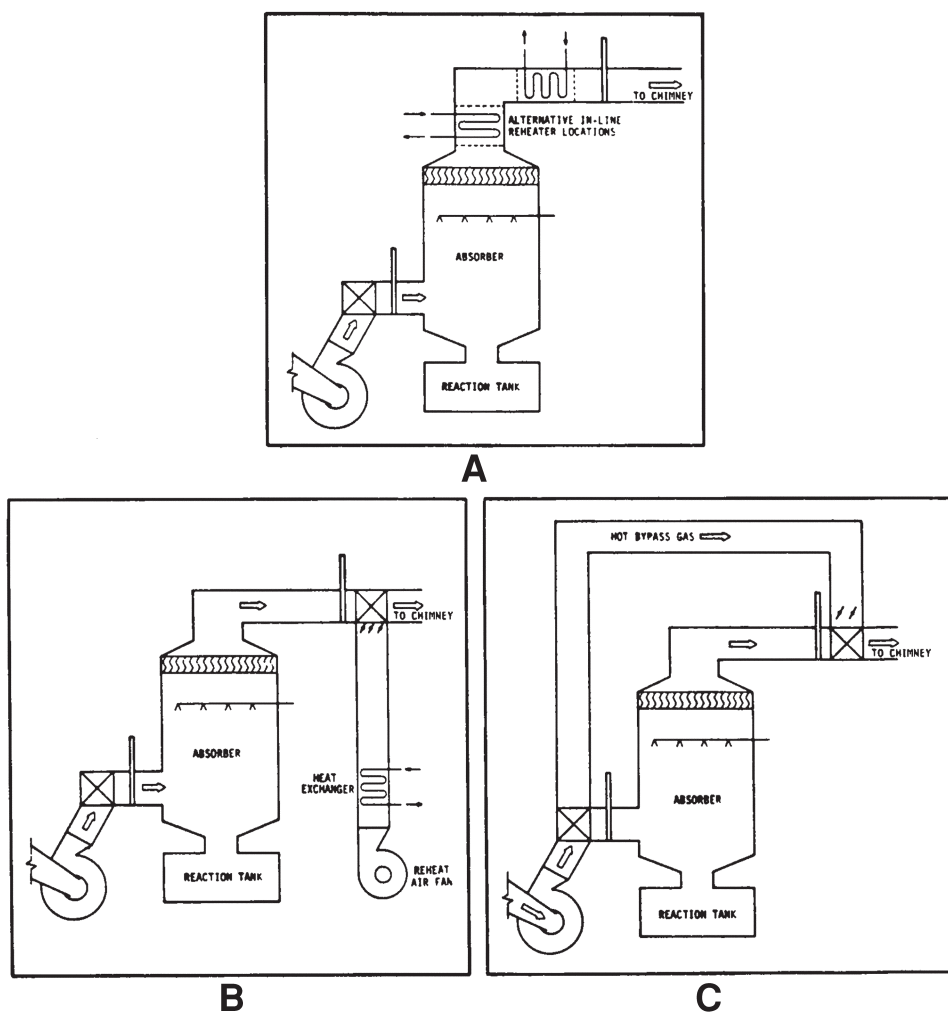 TO CHIMNEY
ALTERNATIVE IN-LINE
REHEATER LOCATIONS
ABSORBER
REACTION TANK
A
TO CHIMNEY
ABSORBER
HEAT
EXCHANGER
REACTION TANK
REHEAT
AIR FAN
B
HOT BYPASS GAS
TO CHIMNEY
ABSORBER
REACTION TANK
C